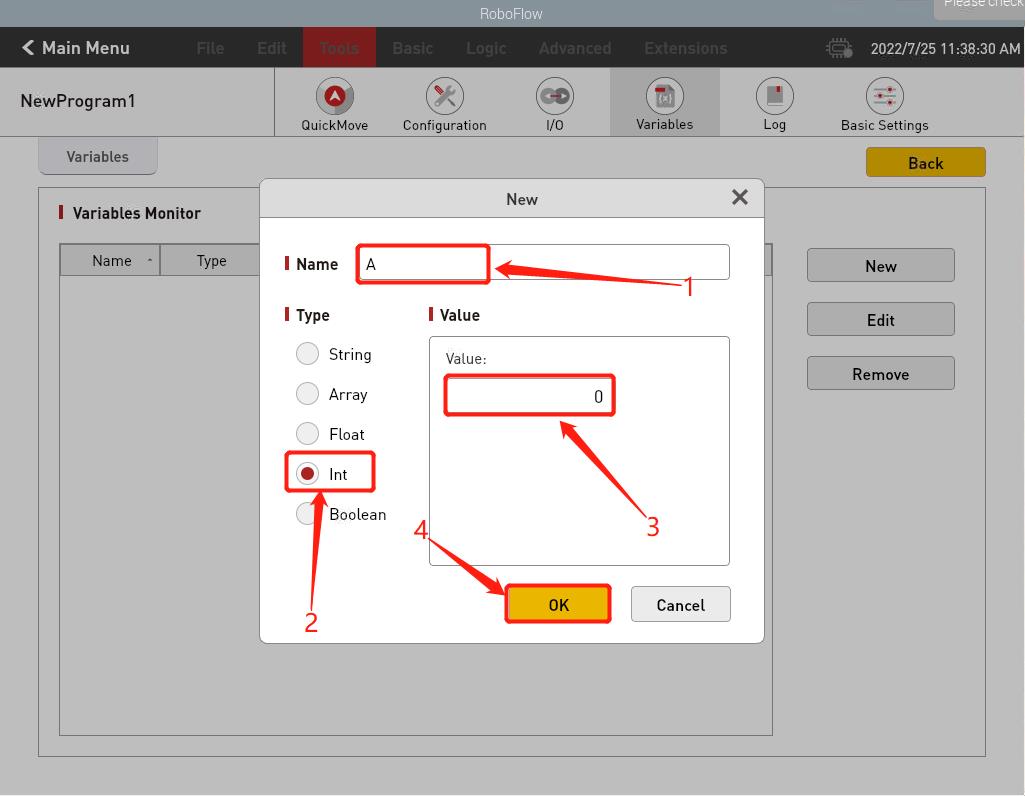 RoboFlow
Please check
Main Menu File Edit Tools Basic Logic Advanced Extensions 2022/7/25 11:38:30 AM
NewProgram1 QuickMove Configuration I/O Variables Log Basic Settings
Variables Back
Variables Monitor
Name Type
New
Edit
Remove
New
Name A 1
Type
String
Array
Float
Int
Boolean
2
Value
Value:
0
3
4
OK Cancel